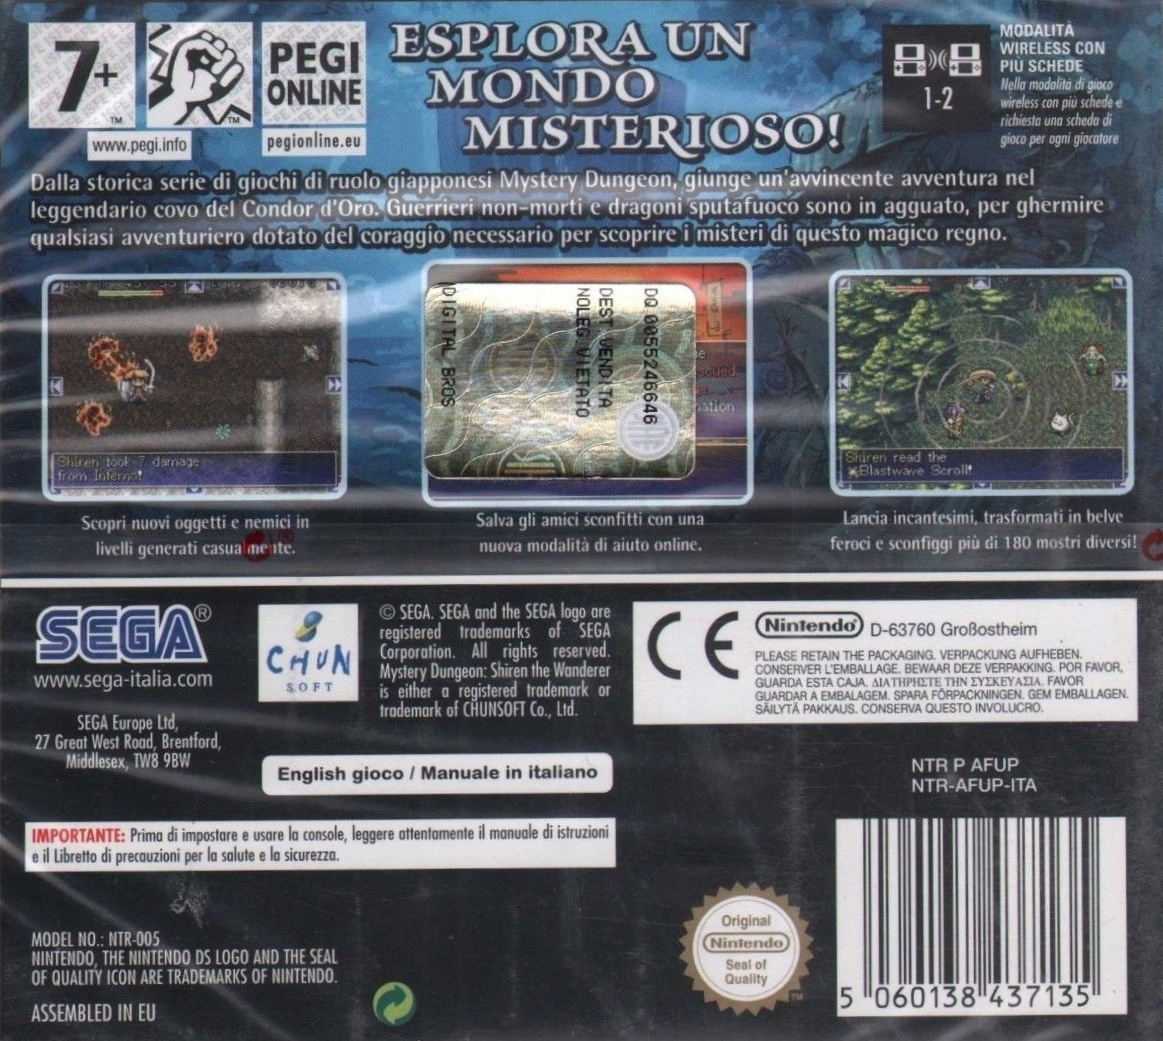 7+
TM
TM
www.pegi.info
PEGI
ONLINE
pegionline.eu
ESPLORA UN
MONDO
MISTERIOSO!
1-2
MODALITÀ
WIRELESS CON
PIÙ SCHEDE
Nella modalità di gioco
wireless con più schede è
richiesta una scheda di
gioco per ogni giocatore
Dalla storica serie di giochi di ruolo giapponesi Mystery Dungeon, giunge un'avvincente avventura nel
leggendario covo del Condor d'Oro. Guerrieri non-morti e dragoni sputafuoco sono in agguato, per ghermire
qualsiasi avventuriero dotato del coraggio necessario per scoprire i misteri di questo magico regno.
Shiren took 7 damage
from Inferno!
DQ 0055246646
DEST VENDITA
NOLEG VIETATO
DIGITAL BROS
Shiren read the
Blastwave Scroll!
Scopri nuovi oggetti e nemici in
livelli generati casualmente.
Salva gli amici sconfitti con una
nuova modalità di aiuto online.
Lancia incantesimi, trasformati in belve
feroci e sconfiggi più di 180 mostri diversi!
SEGA®
www.sega-italia.com
SEGA Europe Ltd,
27 Great West Road, Brentford,
Middlesex, TW8 9BW
CHUN
SOFT
© SEGA. SEGA and the SEGA logo are
registered trademarks of SEGA
Corporation. All rights reserved.
Mystery Dungeon: Shiren the Wanderer
is either a registered trademark or
trademark of CHUNSOFT Co., Ltd.
English gioco / Manuale in italiano
CE
Nintendo® D-63760 Großostheim
PLEASE RETAIN THE PACKAGING. VERPACKUNG AUFHEBEN.
CONSERVER L'EMBALLAGE. BEWAAR DEZE VERPAKKING. POR FAVOR,
GUARDA ESTA CAJA. ΔΙΑΤΗΡΗΣΤΕ ΤΗΝ ΣΥΣΚΕΥΑΣΙΑ. FAVOR
GUARDAR A EMBALAGEM. SPARA FÖRPACKNINGEN. GEM EMBALLAGEN.
SÄILYTÄ PAKKAUS. CONSERVA QUESTO INVOLUCRO.
NTR P AFUP
NTR-AFUP-ITA
IMPORTANTE: Prima di impostare e usare la console, leggere attentamente il manuale di istruzioni
e il Libretto di precauzioni per la salute e la sicurezza.
MODEL NO.: NTR-005
NINTENDO, THE NINTENDO DS LOGO AND THE SEAL
OF QUALITY ICON ARE TRADEMARKS OF NINTENDO.
ASSEMBLED IN EU
Original
Nintendo
Seal of
Quality
TM
5 060138 437135